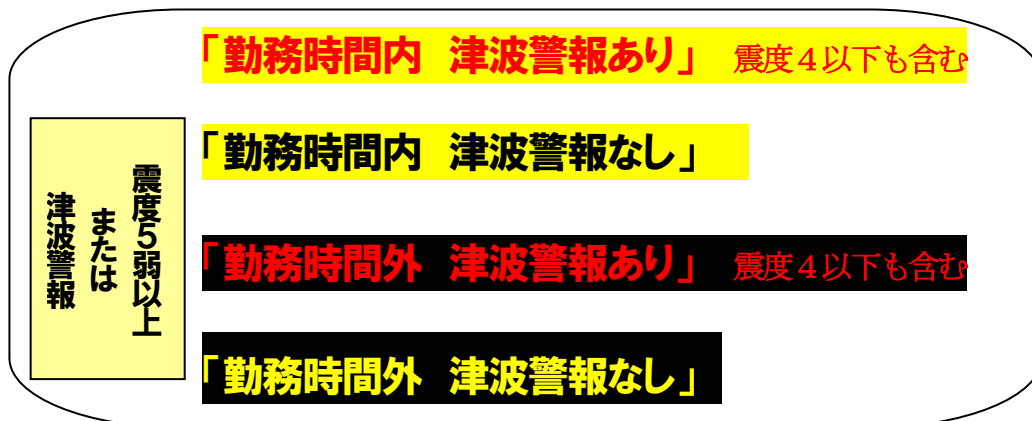 震度５弱以上
または
津波警報
「勤務時間内　津波警報あり」　震度４以下も含む
「勤務時間内　津波警報なし」
「勤務時間外　津波警報あり」　震度４以下も含む
「勤務時間外　津波警報なし」